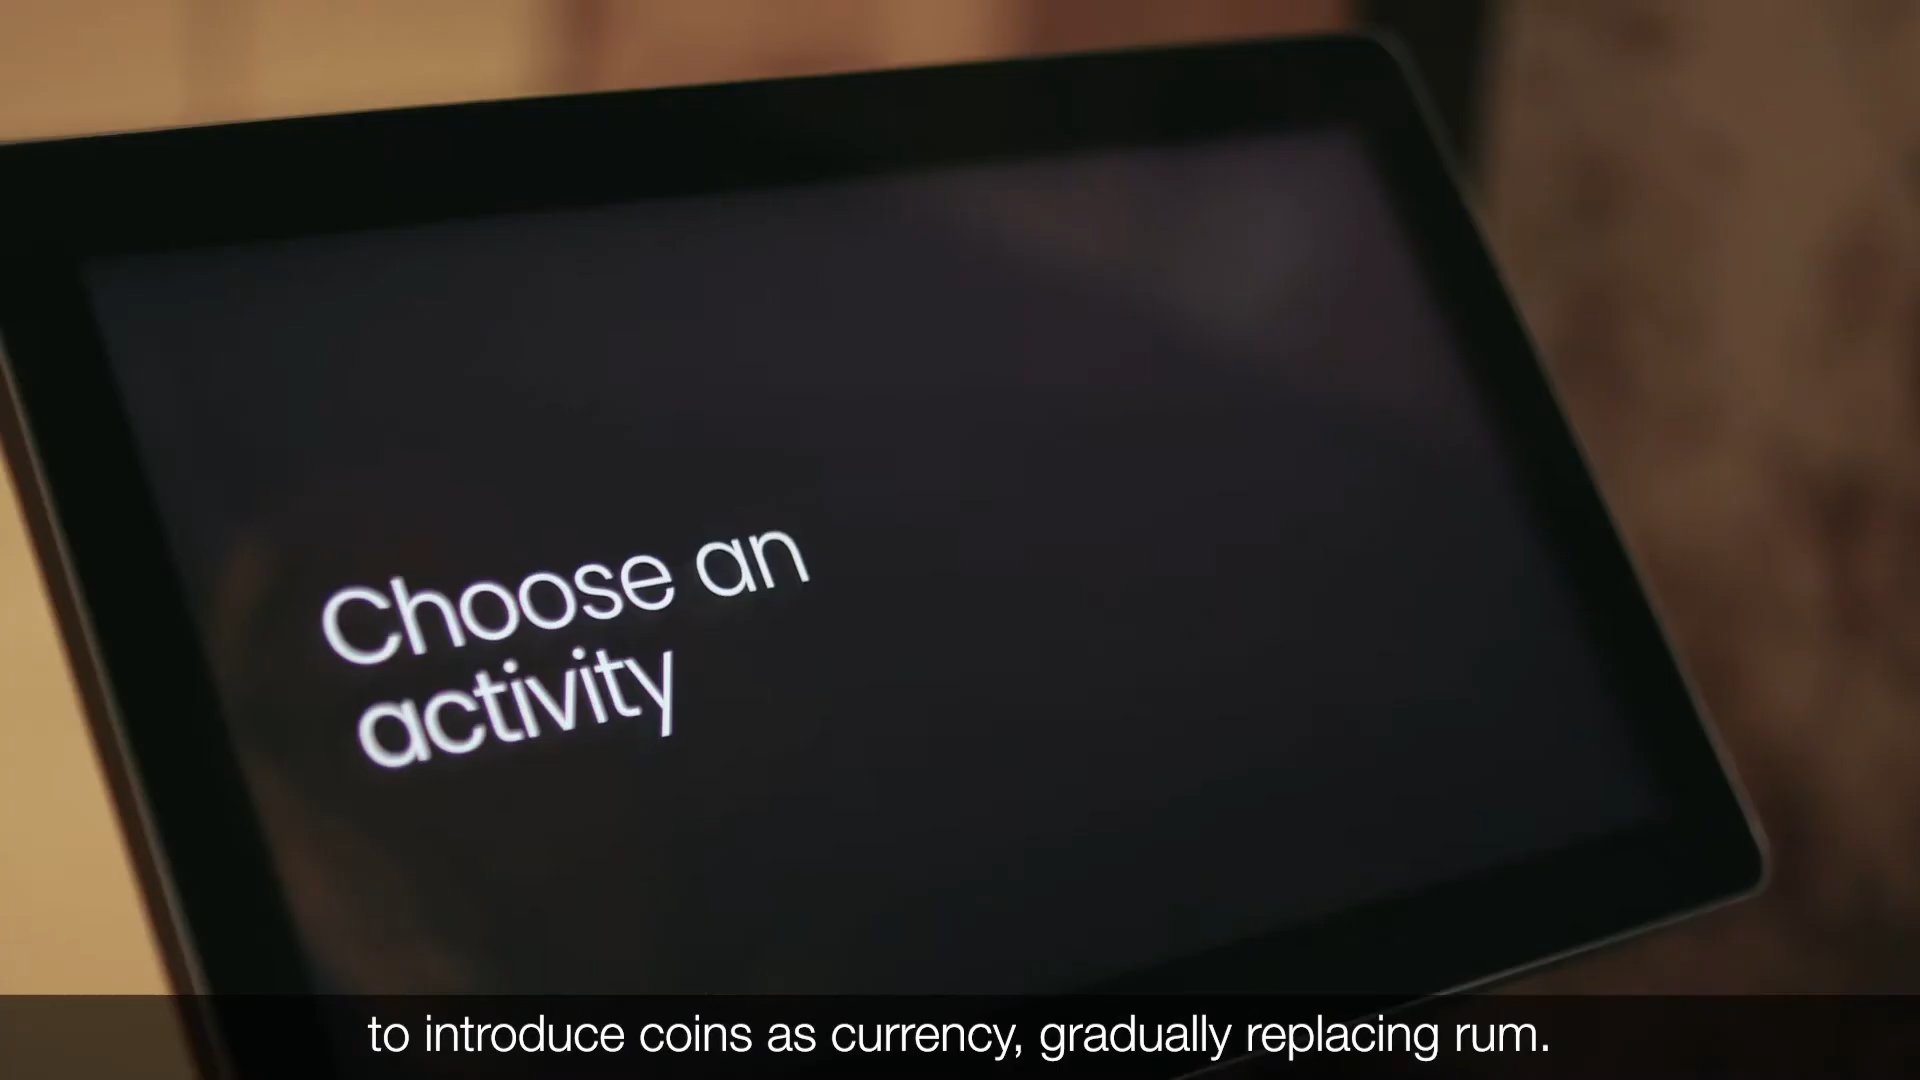 Choose an
activity
to introduce coins as currency, gradually replacing rum.